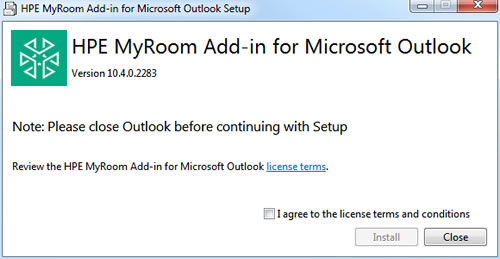 HPE MyRoom Add-in for Microsoft Outlook Setup
HPE MyRoom Add-in for Microsoft Outlook
Version 10.4.0.2283
Note: Please close Outlook before continuing with Setup
Review the HPE MyRoom Add-in for Microsoft Outlook license terms.
I agree to the license terms and conditions
Install Close